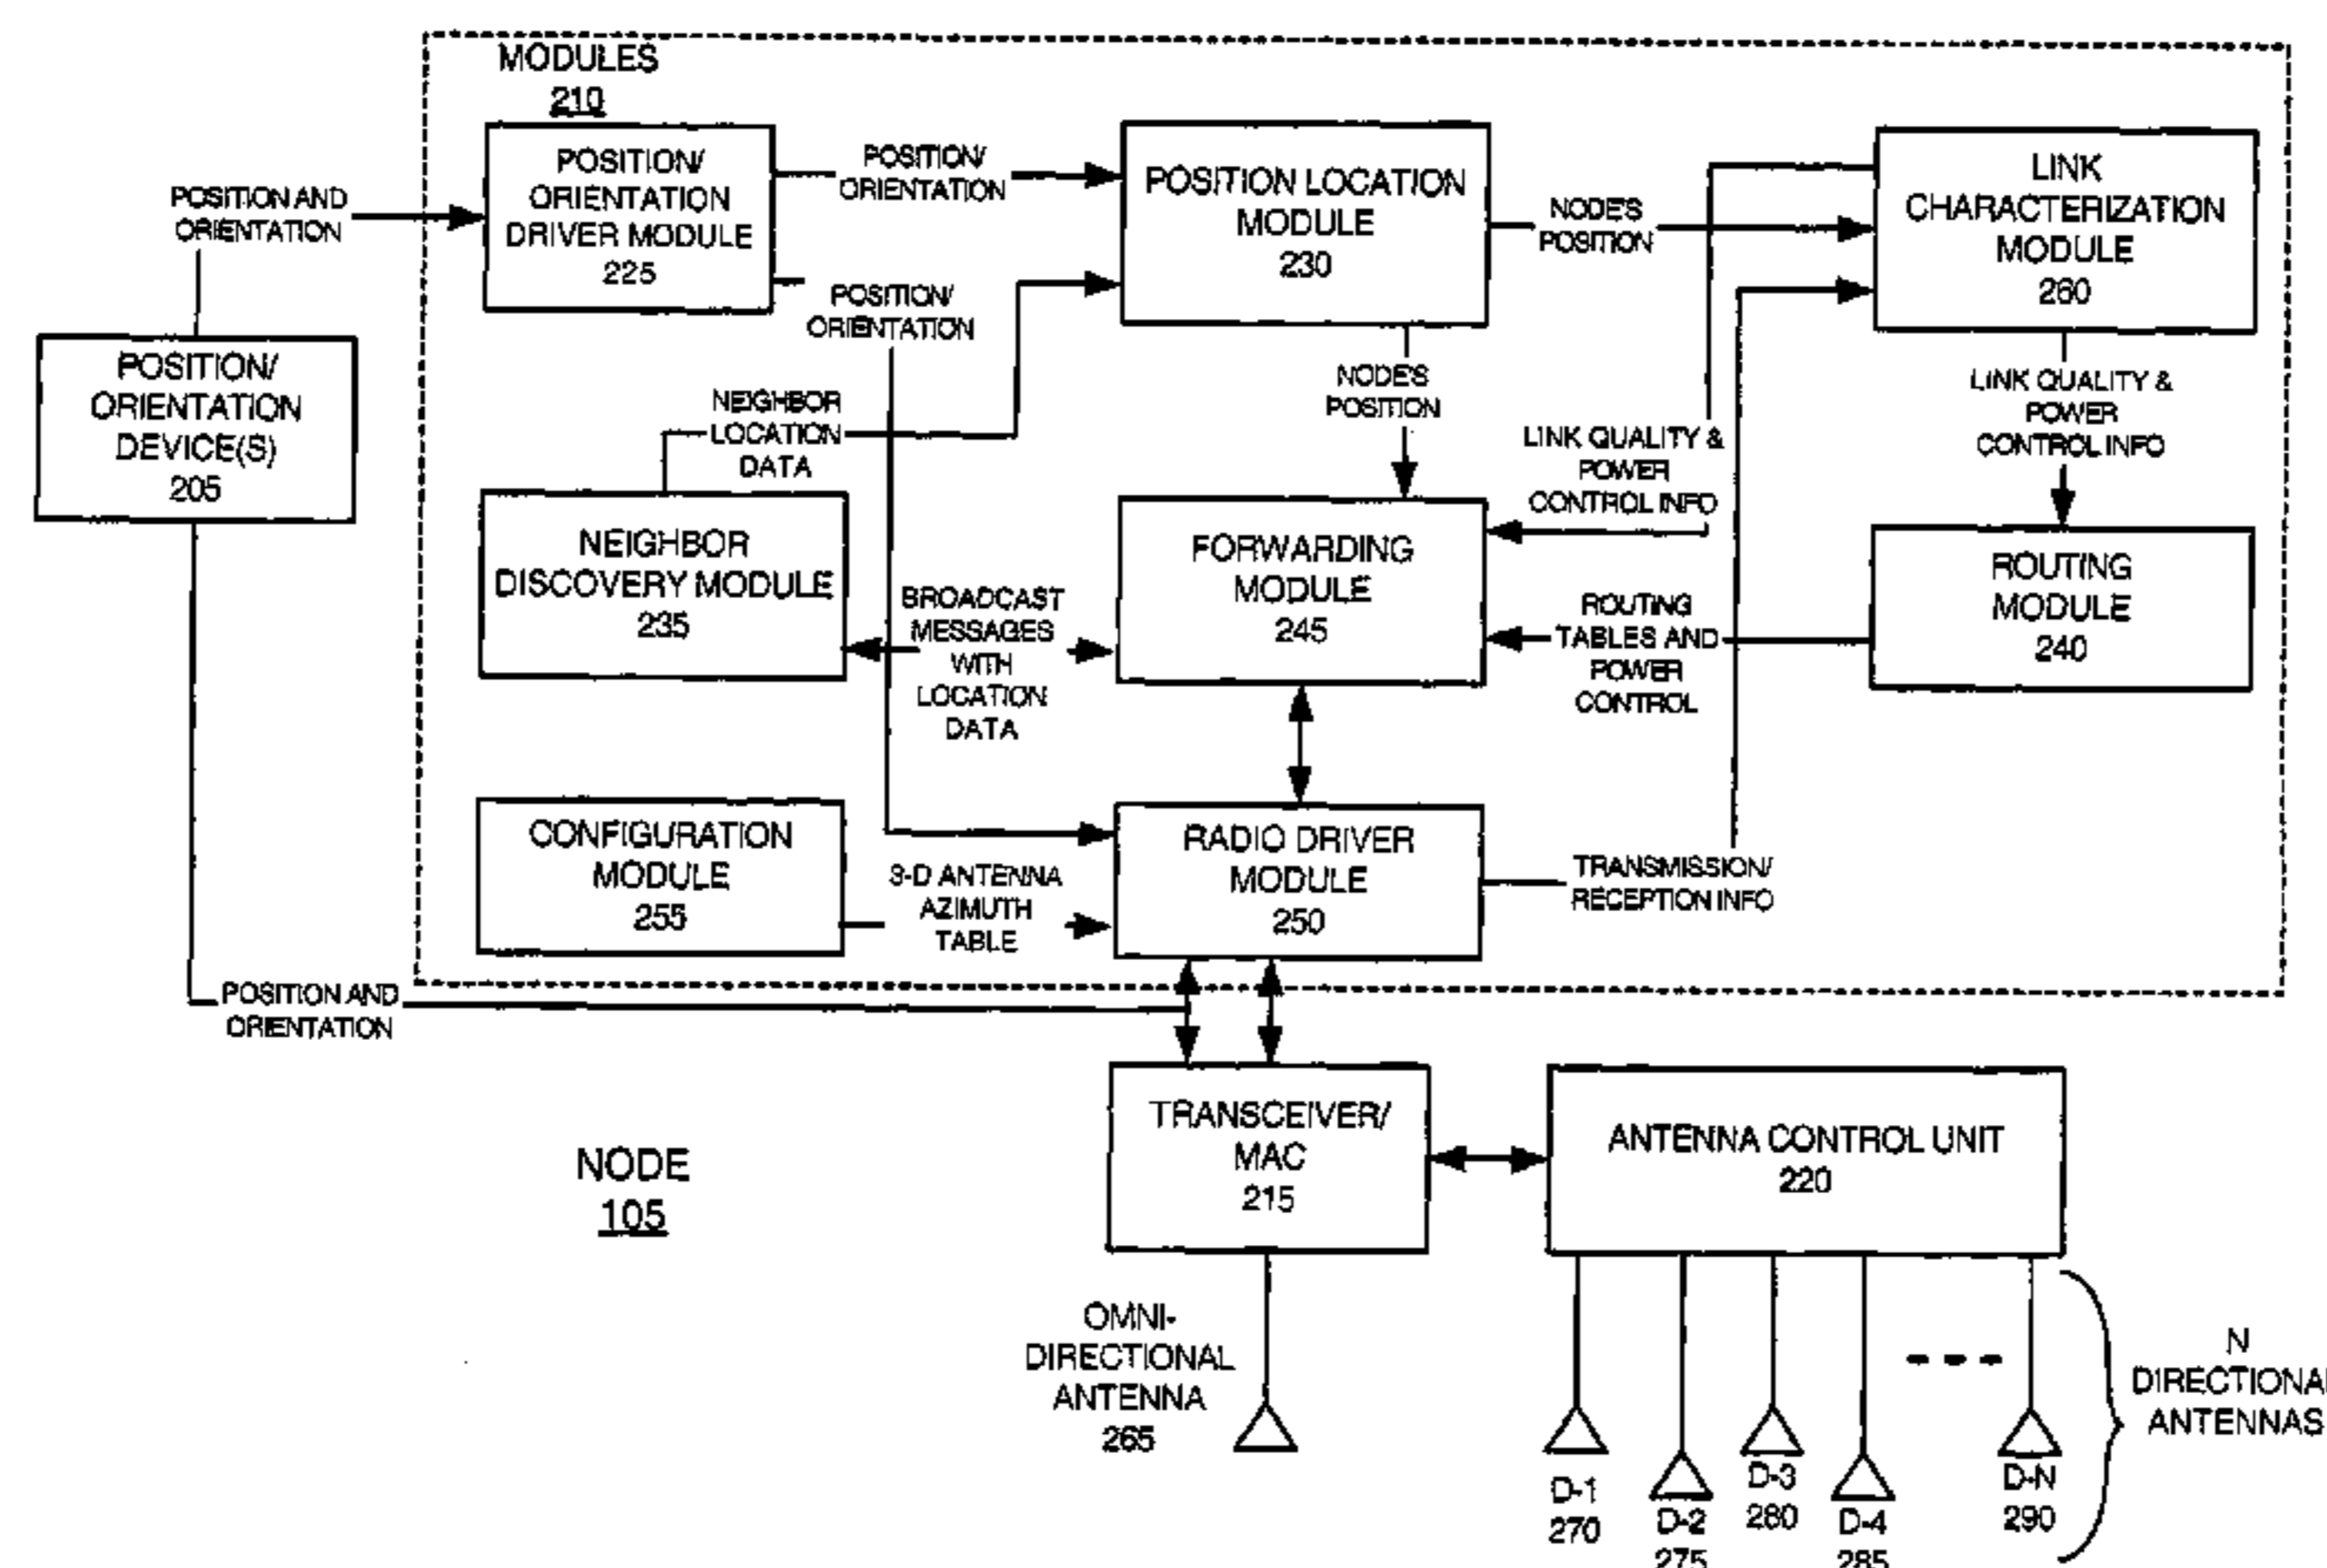 MODULES
210
POSITION/
ORIENTATION
DRIVER MODULE
225
POSITION/
ORIENTATION
POSITION LOCATION
MODULE
230
NODE'S
POSITION
LINK
CHARACTERIZATION
MODULE
260
POSITION AND
ORIENTATION
POSITION/
ORIENTATION
POSITION/
ORIENTATION
DEVICE(S)
205
NEIGHBOR
LOCATION
DATA
NODE'S
POSITION
LINK QUALITY &
POWER
CONTROL INFO
LINK QUALITY &
POWER
CONTROL INFO
NEIGHBOR
DISCOVERY MODULE
235
BROADCAST
MESSAGES
WITH
LOCATION
DATA
FORWARDING
MODULE
245
ROUTING
TABLES AND
POWER
CONTROL
ROUTING
MODULE
240
CONFIGURATION
MODULE
255
3-D ANTENNA
AZIMUTH
TABLE
RADIO DRIVER
MODULE
250
TRANSMISSION/
RECEPTION INFO
POSITION AND
ORIENTATION
NODE
105
TRANSCEIVER/
MAC
215
ANTENNA CONTROL UNIT
220
OMNI-
DIRECTIONAL
ANTENNA
265
D-1
270
D-2
275
D-3
280
D-4
285
D-N
290
N
DIRECTIONAL
ANTENNAS